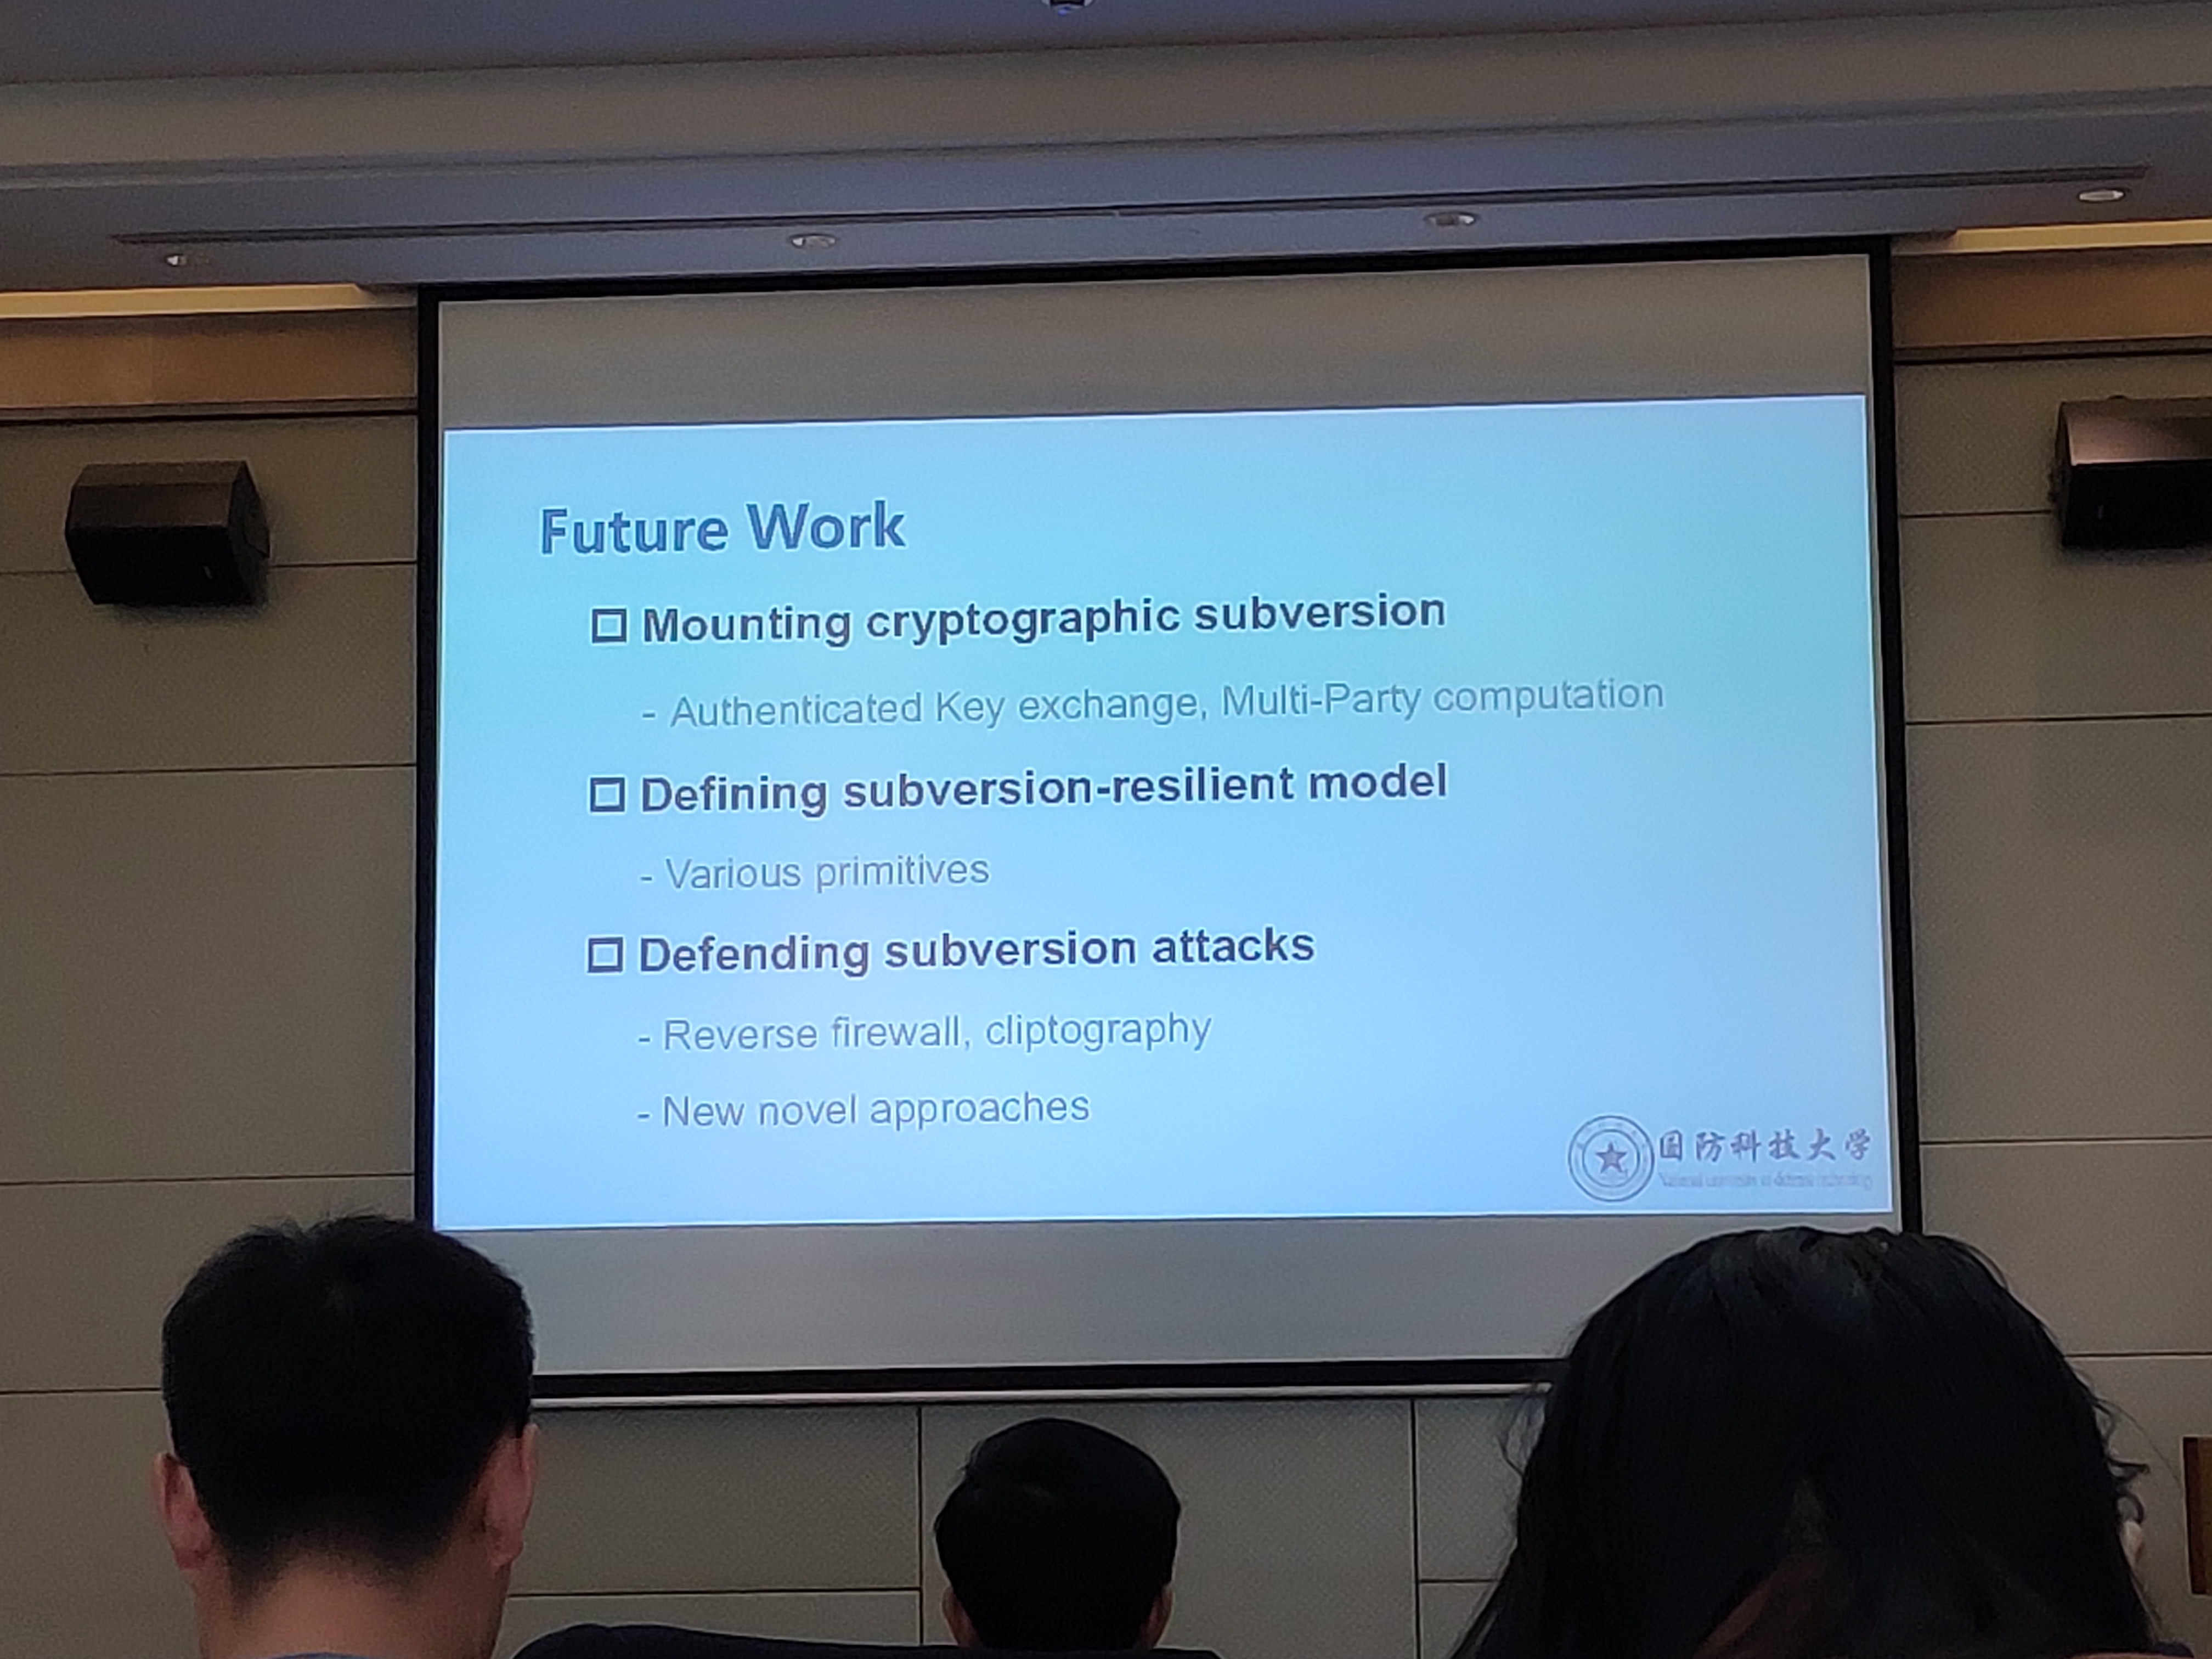 Future Work
Mounting cryptographic subversion
- Authenticated Key exchange, Multi-Party computation
Defining subversion-resilient model
- Various primitives
Defending subversion attacks
- Reverse firewall, cliptography
- New novel approaches
国防科技大学
National university of defense technology